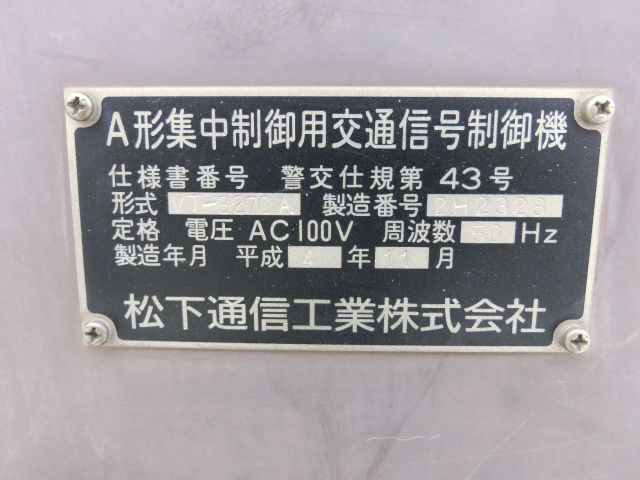 A形集中制御用交通信号制御機
仕様書番号 警交仕規第 43号
形式 VT-3270A 製造番号 2H2328
定格 電圧 AC100V 周波数 50 Hz
製造年月 平成 4 年 11 月
松下通信工業株式会社